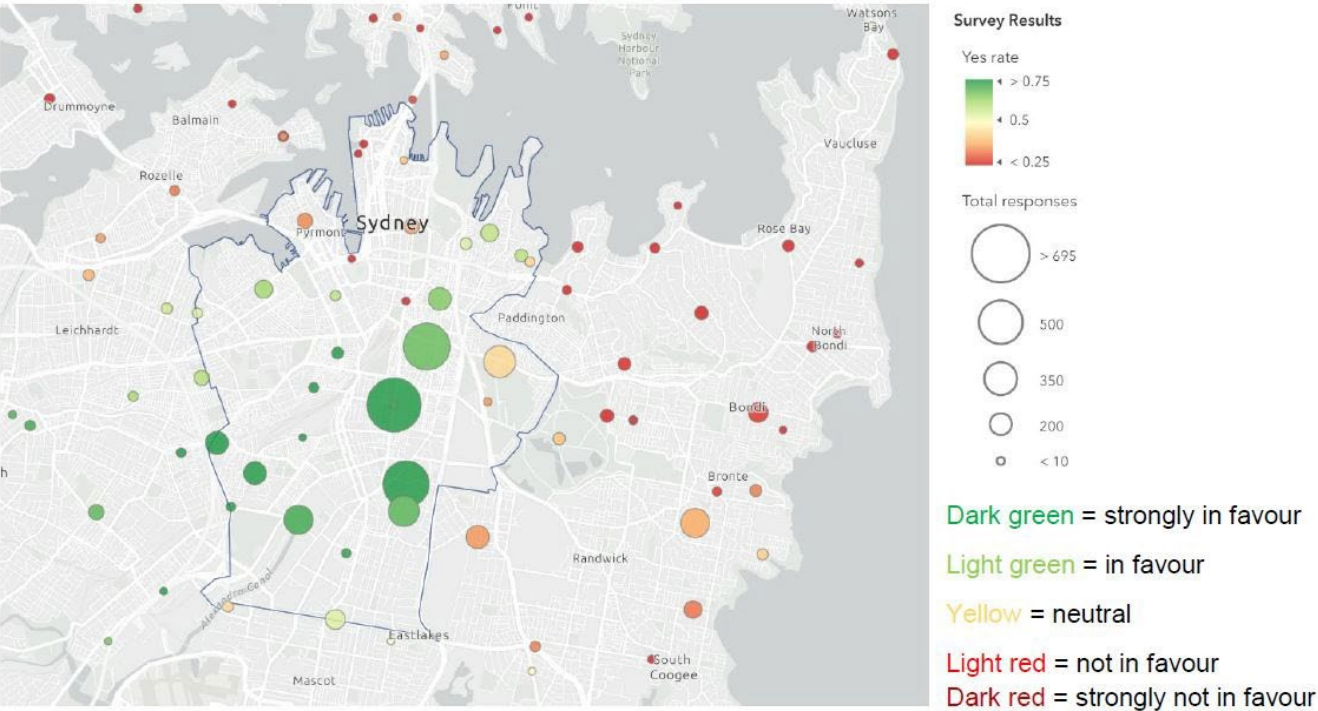 Point
Watsons
Bay
Sydney
Harbour
National
Park
Drummoyne
Balmain
Vaucluse
Rozelle
Sydney
Pyrmont
Rose Bay
Paddington
Leichhardt
North
Bondi
Bondi
h
Bronte
Randwick
Alexandra Canal
Eastlakes
South
Coogee
Mascot
Survey Results
Yes rate
> 0.75
0.5
< 0.25
Total responses
> 695
500
350
200
< 10
Dark green = strongly in favour
Light green = in favour
Yellow = neutral
Light red = not in favour
Dark red = strongly not in favour